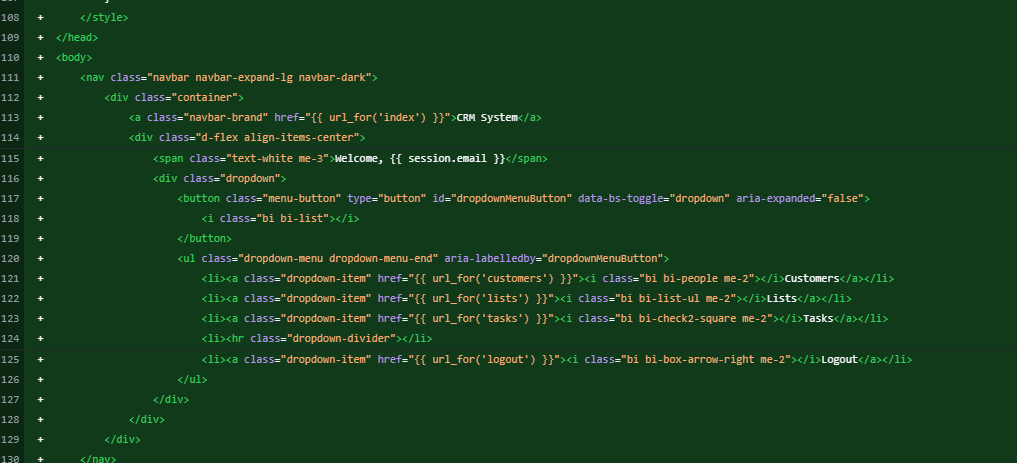 108 + </style>
109 + </head>
110 + <body>
111 + <nav class="navbar navbar-expand-lg navbar-dark">
112 + <div class="container">
113 + <a class="navbar-brand" href="{{ url_for('index') }}">CRM System</a>
114 + <div class="d-flex align-items-center">
115 + <span class="text-white me-3">Welcome, {{ session.email }}</span>
116 + <div class="dropdown">
117 + <button class="menu-button" type="button" id="dropdownMenuButton" data-bs-toggle="dropdown" aria-expanded="false">
118 + <i class="bi bi-list"></i>
119 + </button>
120 + <ul class="dropdown-menu dropdown-menu-end" aria-labelledby="dropdownMenuButton">
121 + <li><a class="dropdown-item" href="{{ url_for('customers') }}"><i class="bi bi-people me-2"></i>Customers</a></li>
122 + <li><a class="dropdown-item" href="{{ url_for('lists') }}"><i class="bi bi-list-ul me-2"></i>Lists</a></li>
123 + <li><a class="dropdown-item" href="{{ url_for('tasks') }}"><i class="bi bi-check2-square me-2"></i>Tasks</a></li>
124 + <li><hr class="dropdown-divider"></li>
125 + <li><a class="dropdown-item" href="{{ url_for('logout') }}"><i class="bi bi-box-arrow-right me-2"></i>Logout</a></li>
126 + </ul>
127 + </div>
128 + </div>
129 + </div>
130 + </nav>